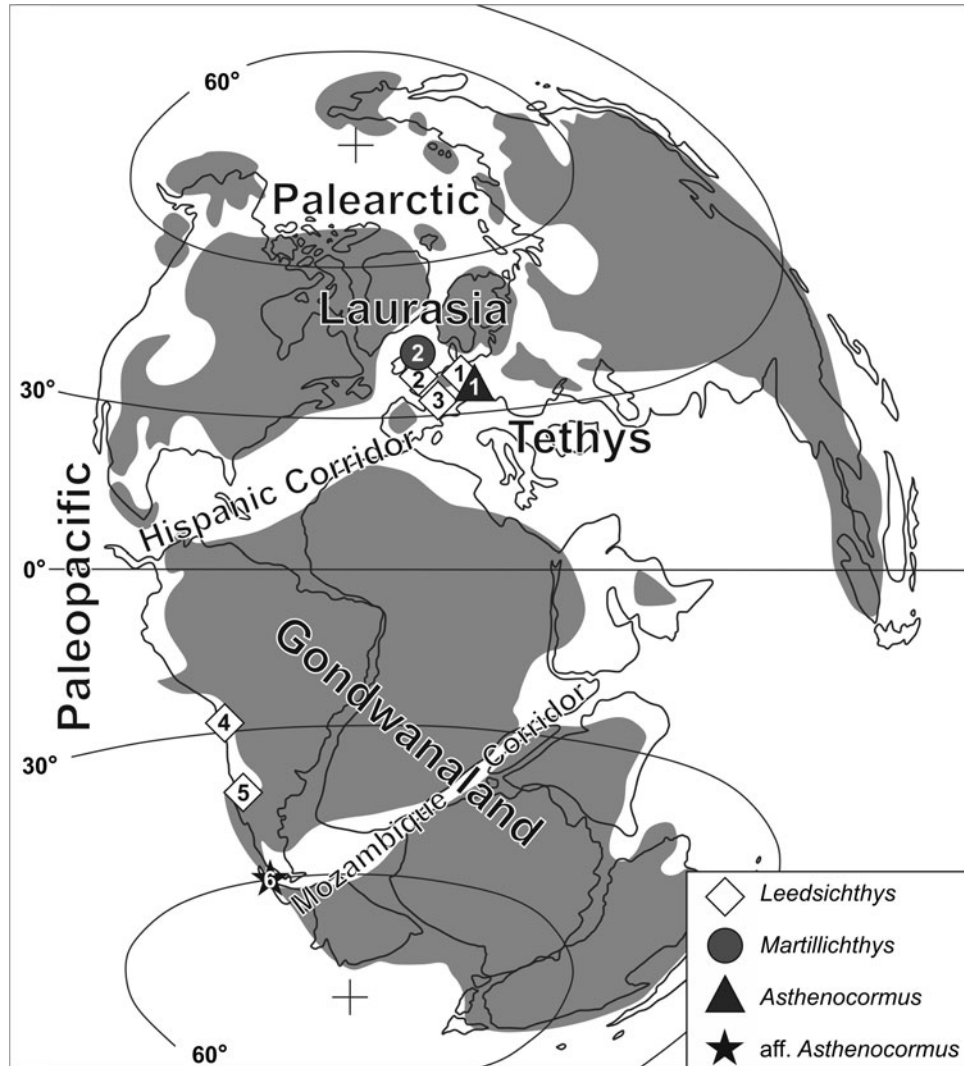 60°
Palearctic
Laurasia
2
2
1
1
3
30°
Tethys
Hispanic Corridor
Paleopacific
0°
Gondwanaland
Mozambique Corridor
4
30°
5
6
60°
Leedsichthys
Martillichthys
Asthenocormus
aff. Asthenocormus